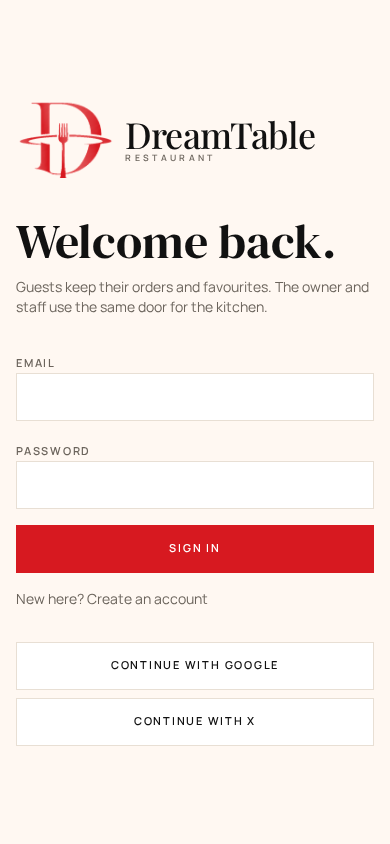 DreamTable
RESTAURANT
Welcome back.
Guests keep their orders and favourites. The owner and
staff use the same door for the kitchen.
EMAIL
PASSWORD
SIGN IN
New here? Create an account
CONTINUE WITH GOOGLE
CONTINUE WITH X